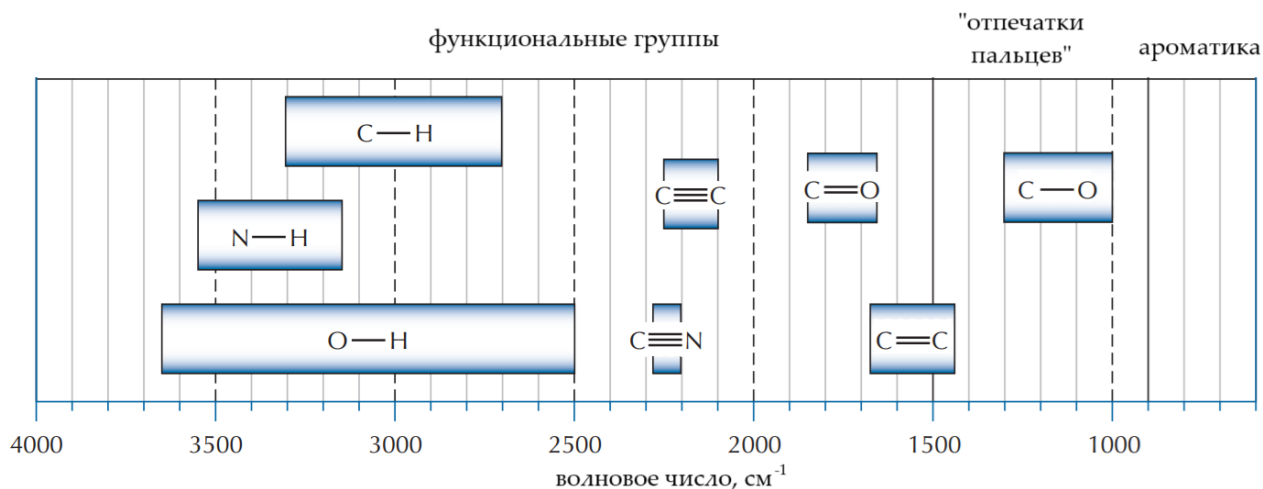 функциональные группы
"отпечатки
пальцев"
ароматика
C—H
C≡C
C=O
C—O
N—H
O—H
C≡N
C=C
4000 3500 3000 2500 2000 1500 1000
волновое число, см⁻¹